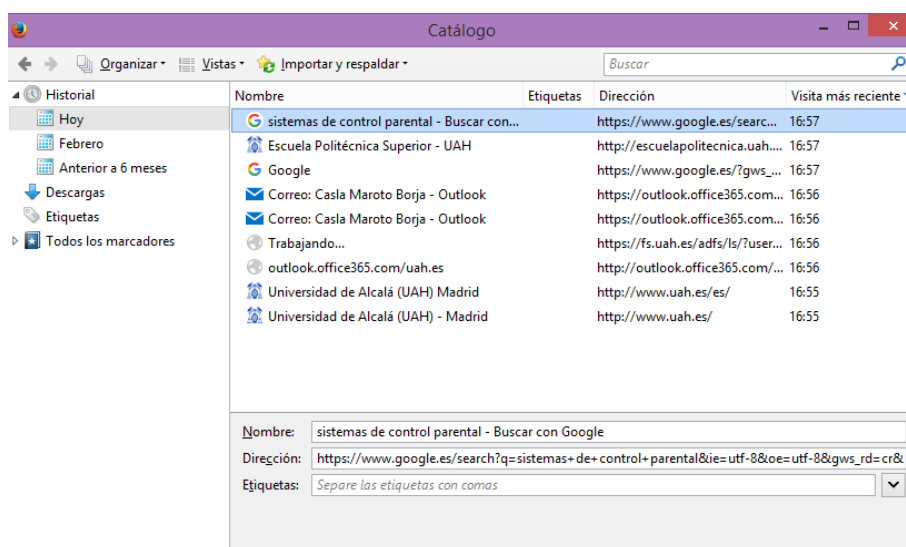 Catálogo
Organizar Vistas Importar y respaldar Buscar
Historial
Hoy
Febrero
Anterior a 6 meses
Descargas
Etiquetas
Todos los marcadores
Nombre Etiquetas Dirección Visita más reciente
sistemas de control parental - Buscar con... https://www.google.es/searc... 16:57
Escuela Politécnica Superior - UAH http://escuelapolitecnica.uah.... 16:57
Google https://www.google.es/?gws_... 16:57
Correo: Casla Maroto Borja - Outlook https://outlook.office365.com... 16:56
Correo: Casla Maroto Borja - Outlook https://outlook.office365.com... 16:56
Trabajando... https://fs.uah.es/adfs/ls/?user... 16:56
outlook.office365.com/uah.es http://outlook.office365.com/... 16:56
Universidad de Alcalá (UAH) Madrid http://www.uah.es/es/ 16:55
Universidad de Alcalá (UAH) - Madrid http://www.uah.es/ 16:55
Nombre: sistemas de control parental - Buscar con Google
Dirección: https://www.google.es/search?q=sistemas+de+control+parental&ie=utf-8&oe=utf-8&gws_rd=cr&
Etiquetas: Separe las etiquetas con comas